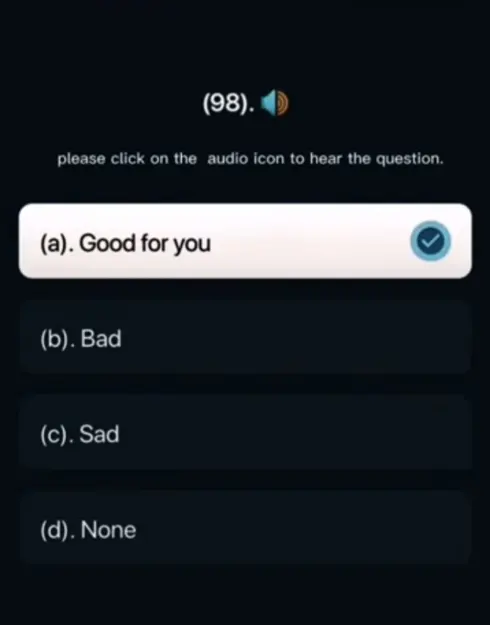 (98).
please click on the audio icon to hear the question.
(a). Good for you
(b). Bad
(c). Sad
(d). None